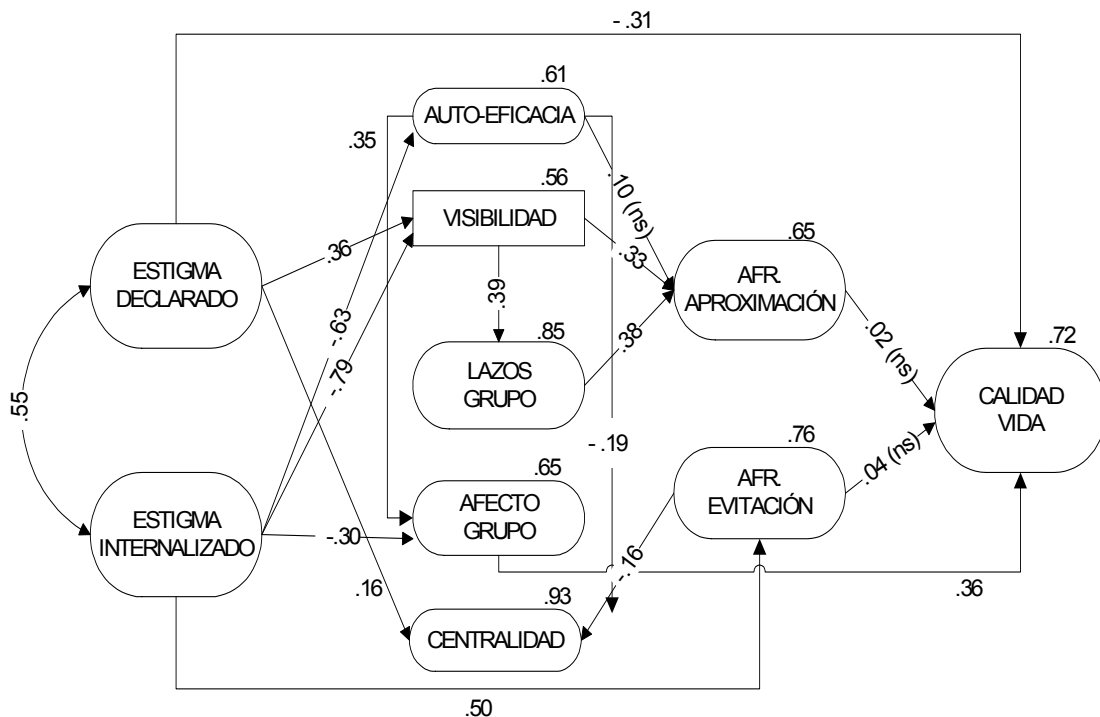 - .31
.61
AUTO-EFICACIA
.35
.10 (ns)
.56
VISIBILIDAD
.36
.33
.65
AFR.
APROXIMACIÓN
ESTIGMA
DECLARADO
.39
-.63
-.79
.38
.02 (ns)
.85
LAZOS
GRUPO
.72
CALIDAD
VIDA
.55
- .19
.76
AFR.
EVITACIÓN
.04 (ns)
.65
AFECTO
GRUPO
ESTIGMA
INTERNALIZADO
-.30
-.16
.16
.36
.93
CENTRALIDAD
.50